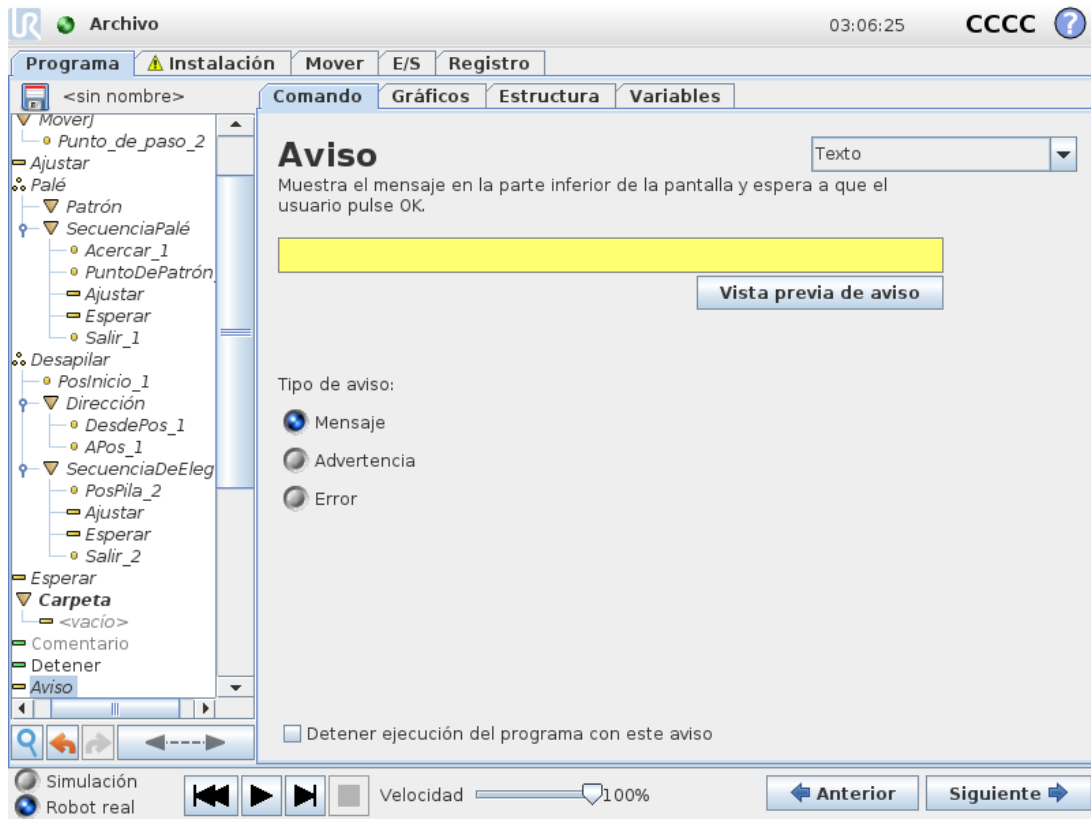 UR Archivo 03:06:25 CCCC ?
Programa Instalación Mover E/S Registro
<sin nombre> Comando Gráficos Estructura Variables
MoverJ
Punto_de_paso_2
Ajustar
Palé
Patrón
SecuenciaPalé
Acercar_1
PuntoDePatrón_
Ajustar
Esperar
Salir_1
Desapilar
PosInicio_1
Dirección
DesdePos_1
APos_1
SecuenciaDeEleg
PosPila_2
Ajustar
Esperar
Salir_2
Esperar
Carpeta
<vacío>
Comentario
Detener
Aviso
Aviso
Texto
Muestra el mensaje en la parte inferior de la pantalla y espera a que el
usuario pulse OK.
Vista previa de aviso
Tipo de aviso:
Mensaje
Advertencia
Error
Detener ejecución del programa con este aviso
Simulación
Robot real
Velocidad 100%
Anterior Siguiente